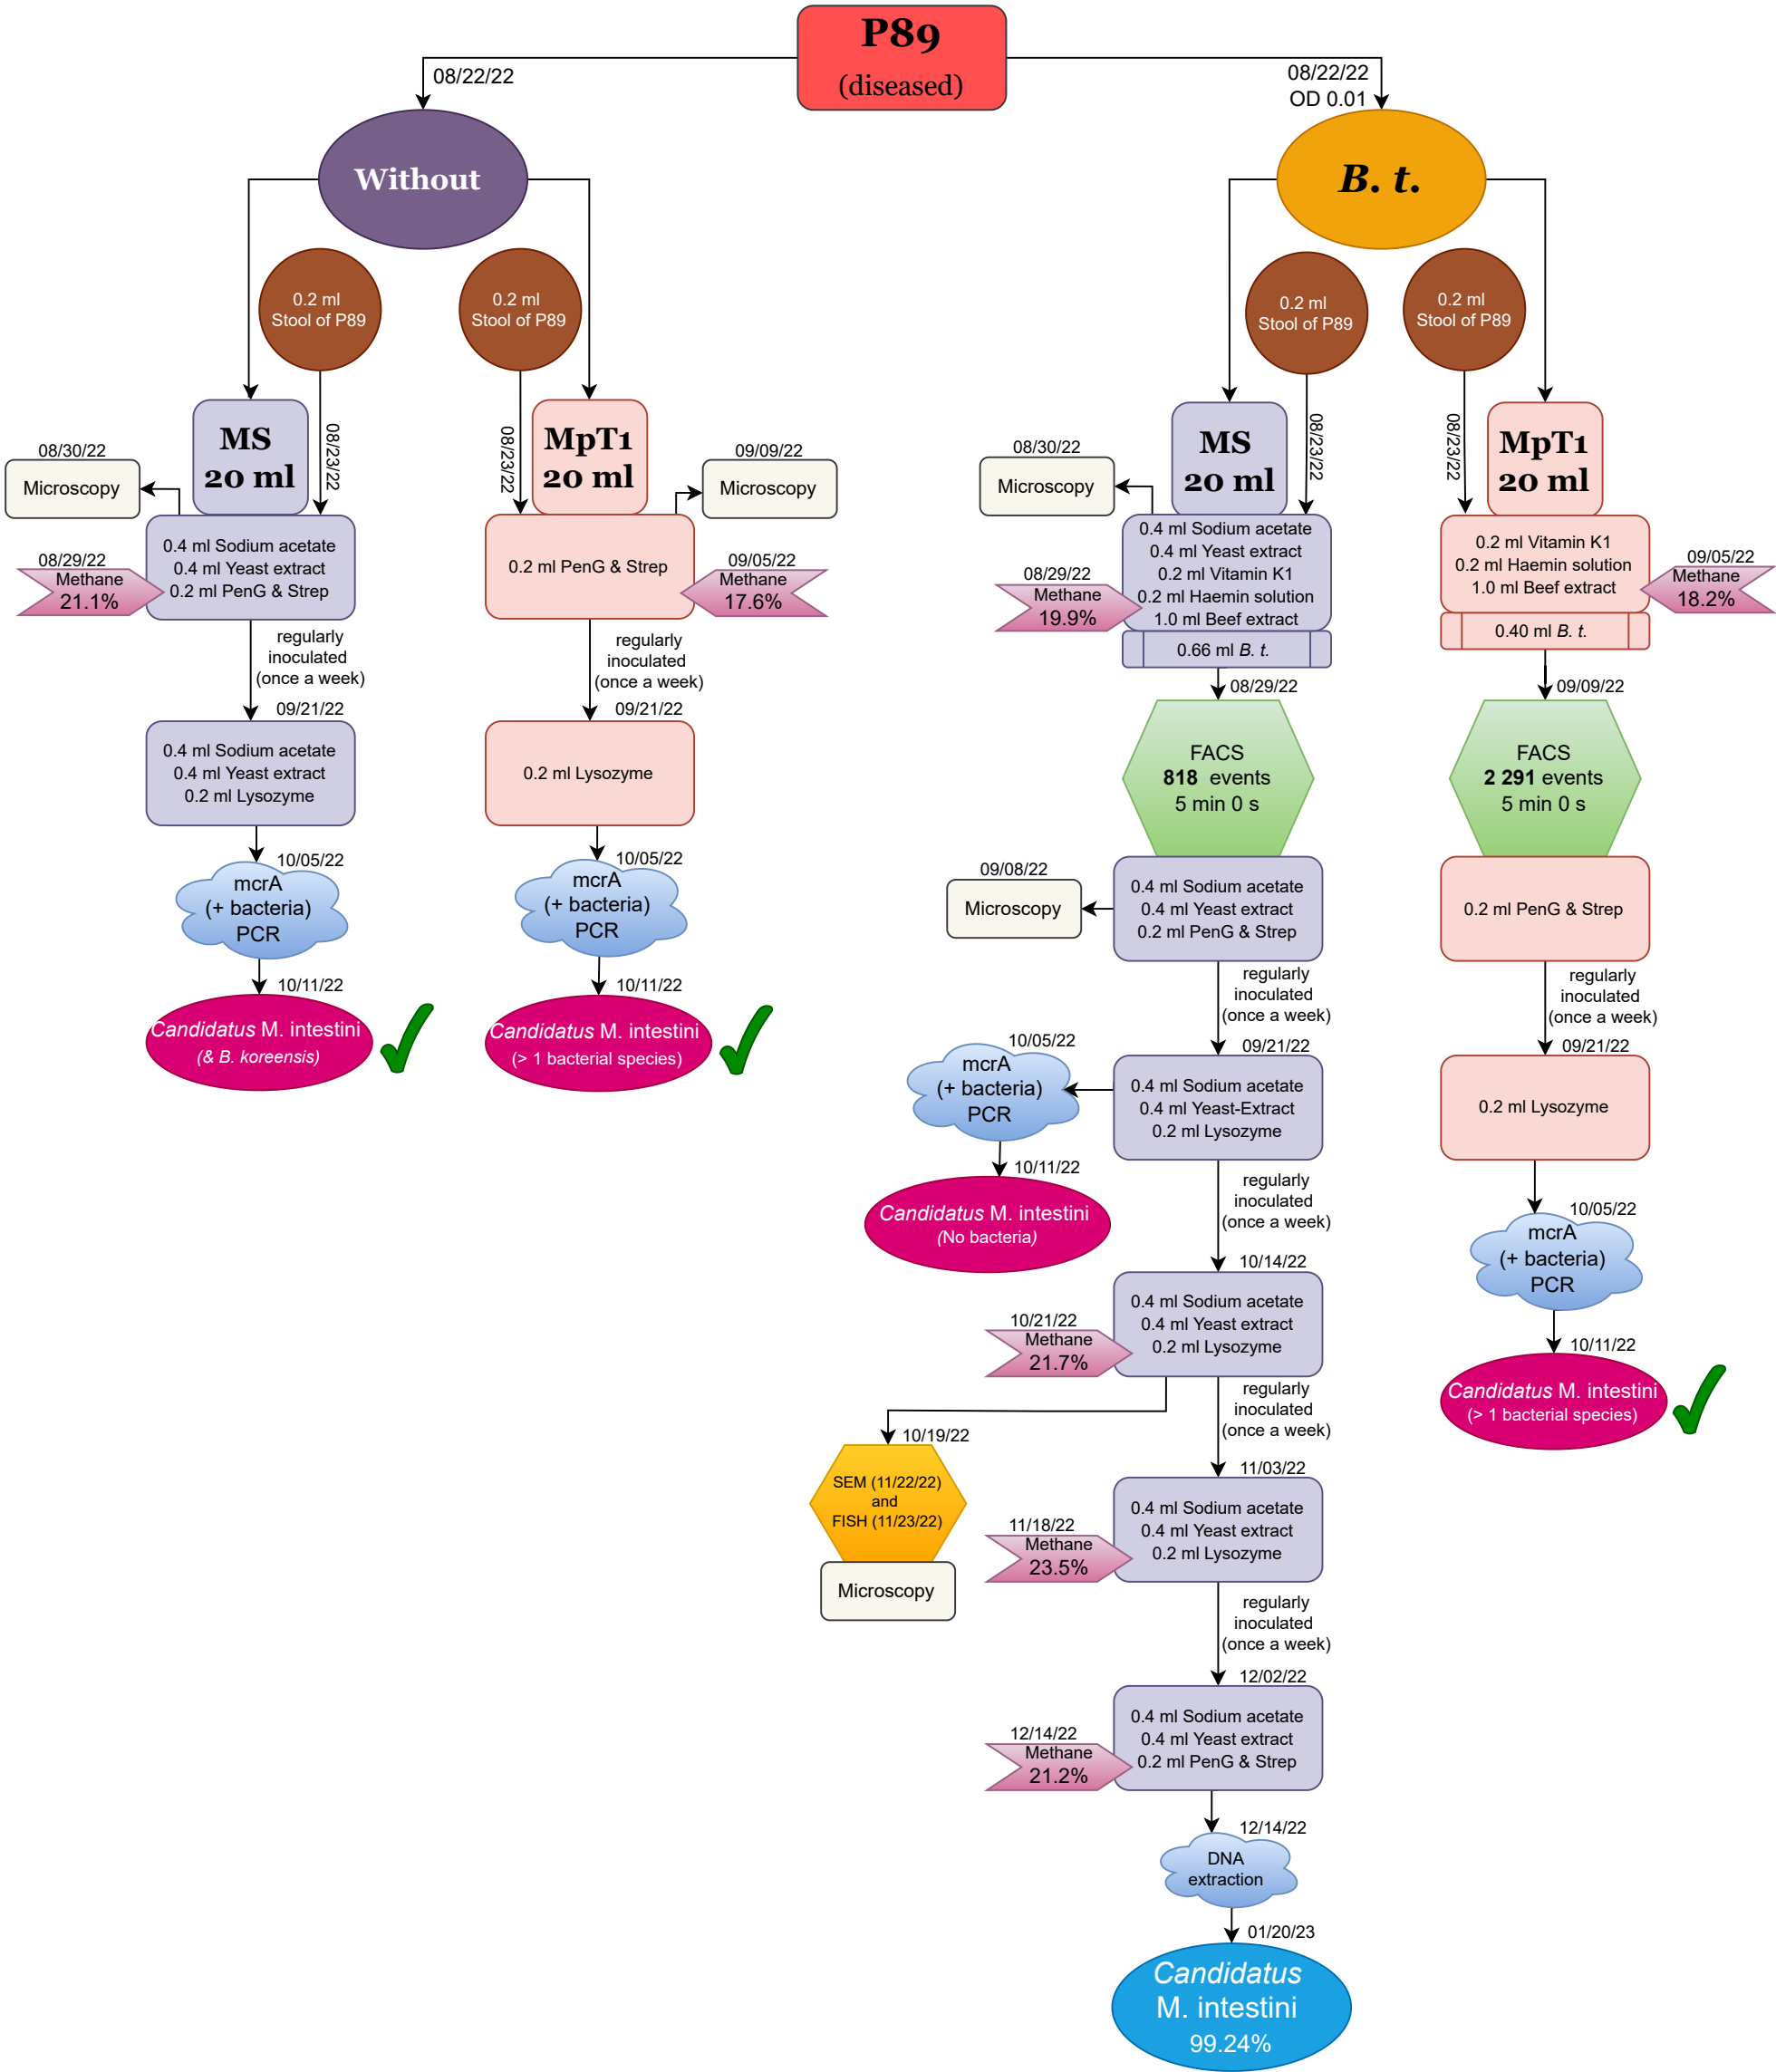 P89
(diseased)
08/22/22
Without
0.2 ml
Stool of P89
0.2 ml
Stool of P89
08/23/22
08/23/22
MS
20 ml
08/30/22
Microscopy
0.4 ml Sodium acetate
0.4 ml Yeast extract
0.2 ml PenG & Strep
08/29/22
Methane
21.1%
regularly
inoculated
(once a week)
09/21/22
0.4 ml Sodium acetate
0.4 ml Yeast extract
0.2 ml Lysozyme
10/05/22
mcrA
(+ bacteria)
PCR
10/11/22
Candidatus M. intestini
(& B. koreensis)
MpT1
20 ml
09/09/22
Microscopy
0.2 ml PenG & Strep
09/05/22
Methane
17.6%
regularly
inoculated
(once a week)
09/21/22
0.2 ml Lysozyme
10/05/22
mcrA
(+ bacteria)
PCR
10/11/22
Candidatus M. intestini
(> 1 bacterial species)
08/22/22
OD 0.01
B. t.
0.2 ml
Stool of P89
0.2 ml
Stool of P89
08/23/22
08/23/22
MS
20 ml
08/30/22
Microscopy
0.4 ml Sodium acetate
0.4 ml Yeast extract
0.2 ml Vitamin K1
0.2 ml Haemin solution
1.0 ml Beef extract
08/29/22
Methane
19.9%
0.66 ml B. t.
08/29/22
FACS
818 events
5 min 0 s
09/08/22
Microscopy
0.4 ml Sodium acetate
0.4 ml Yeast extract
0.2 ml PenG & Strep
regularly
inoculated
(once a week)
09/21/22
0.4 ml Sodium acetate
0.4 ml Yeast-Extract
0.2 ml Lysozyme
10/05/22
mcrA
(+ bacteria)
PCR
10/11/22
Candidatus M. intestini
(No bacteria)
regularly
inoculated
(once a week)
10/14/22
0.4 ml Sodium acetate
0.4 ml Yeast extract
0.2 ml Lysozyme
10/21/22
Methane
21.7%
10/19/22
SEM (11/22/22)
and
FISH (11/23/22)
Microscopy
regularly
inoculated
(once a week)
11/03/22
0.4 ml Sodium acetate
0.4 ml Yeast extract
0.2 ml Lysozyme
11/18/22
Methane
23.5%
regularly
inoculated
(once a week)
12/02/22
0.4 ml Sodium acetate
0.4 ml Yeast extract
0.2 ml PenG & Strep
12/14/22
Methane
21.2%
12/14/22
DNA
extraction
01/20/23
Candidatus
M. intestini
99.24%
MpT1
20 ml
0.2 ml Vitamin K1
0.2 ml Haemin solution
1.0 ml Beef extract
09/05/22
Methane
18.2%
0.40 ml B. t.
09/09/22
FACS
2 291 events
5 min 0 s
0.2 ml PenG & Strep
regularly
inoculated
(once a week)
09/21/22
0.2 ml Lysozyme
10/05/22
mcrA
(+ bacteria)
PCR
10/11/22
Candidatus M. intestini
(> 1 bacterial species)